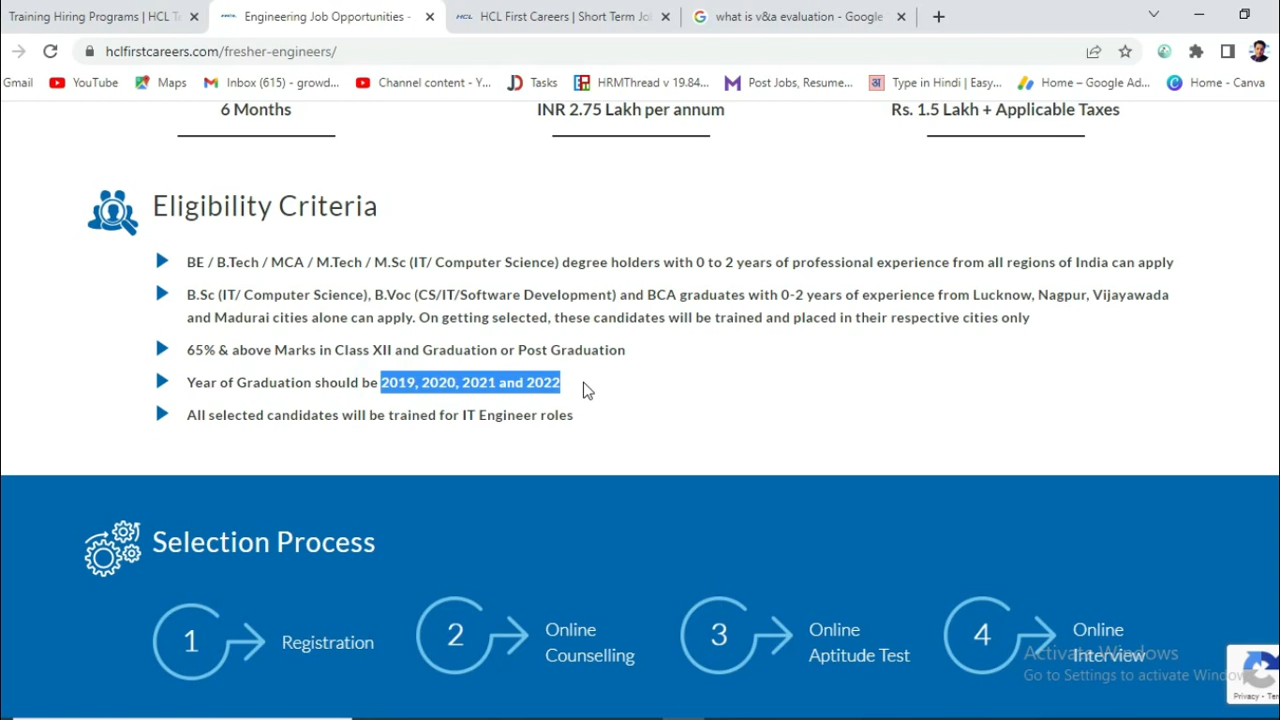 Training Hiring Programs | HCL Te
Engineering Job Opportunities -
HCL First Careers | Short Term Jo
what is v&a evaluation - Google
hclfirstcareers.com/fresher-engineers/
Gmail
YouTube
Maps
Inbox (615) - growd...
Channel content - Y...
Tasks
HRMThread v 19.84...
Post Jobs, Resume...
Type in Hindi | Easy...
Home – Google Ad...
Home - Canva
6 Months
INR 2.75 Lakh per annum
Rs. 1.5 Lakh + Applicable Taxes
Eligibility Criteria
BE / B.Tech / MCA / M.Tech / M.Sc (IT/ Computer Science) degree holders with 0 to 2 years of professional experience from all regions of India can apply
B.Sc (IT/ Computer Science), B.Voc (CS/IT/Software Development) and BCA graduates with 0-2 years of experience from Lucknow, Nagpur, Vijayawada
and Madurai cities alone can apply. On getting selected, these candidates will be trained and placed in their respective cities only
65% & above Marks in Class XII and Graduation or Post Graduation
Year of Graduation should be 2019, 2020, 2021 and 2022
All selected candidates will be trained for IT Engineer roles
Selection Process
1
Registration
2
Online
Counselling
3
Online
Aptitude Test
4
Online
Interview
Activate Windows
Go to Settings to activate Windows
Privacy - Ter